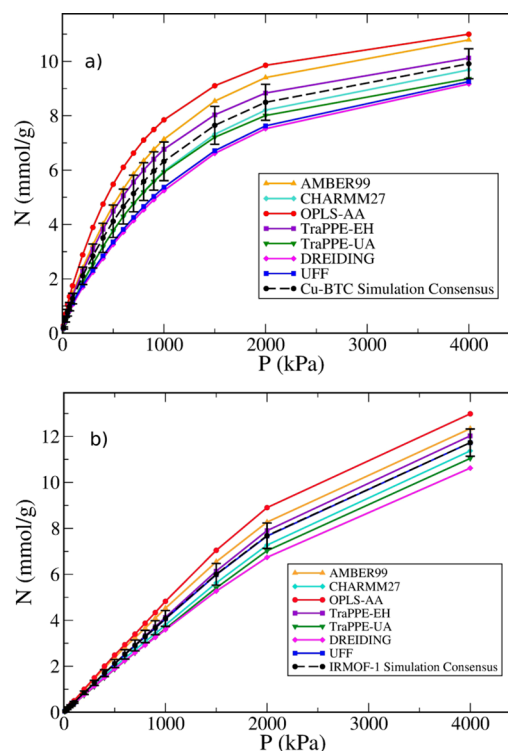 a)
10
8
6
4
2
0
N (mmol/g)
AMBER99
CHARMM27
OPLS-AA
TraPPE-EH
TraPPE-UA
DREIDING
UFF
Cu-BTC Simulation Consensus
0 1000 2000 3000 4000
P (kPa)
b)
12
10
8
6
4
2
0
N (mmol/g)
AMBER99
CHARMM27
OPLS-AA
TraPPE-EH
TraPPE-UA
DREIDING
UFF
IRMOF-1 Simulation Consensus
0 1000 2000 3000 4000
P (kPa)